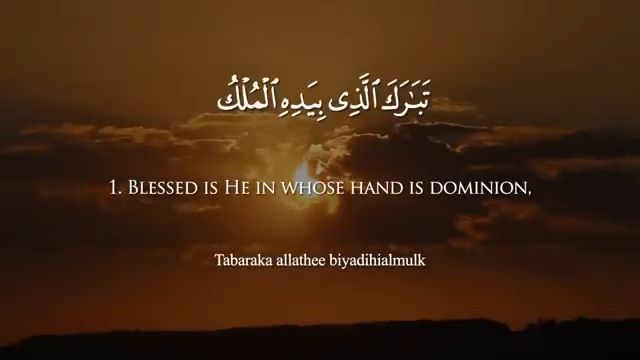 تَبَٰرَكَ ٱلَّذِى بِيَدِهِ ٱلْمُلْكُ
1. Blessed is He in whose hand is dominion,
Tabaraka allathee biyadihialmulk